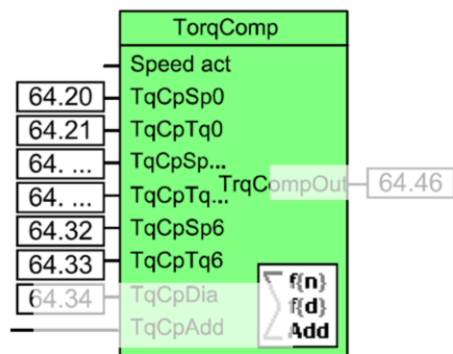 TorqComp
Speed act
64.20 TqCpSp0
64.21 TqCpTq0
64. ... TqCpSp...
TrqCompOut 64.46
64. ... TqCpTq...
64.32 TqCpSp6
64.33 TqCpTq6
64.34 TqCpDia
TqCpAdd
f{n}
f{d}
Add